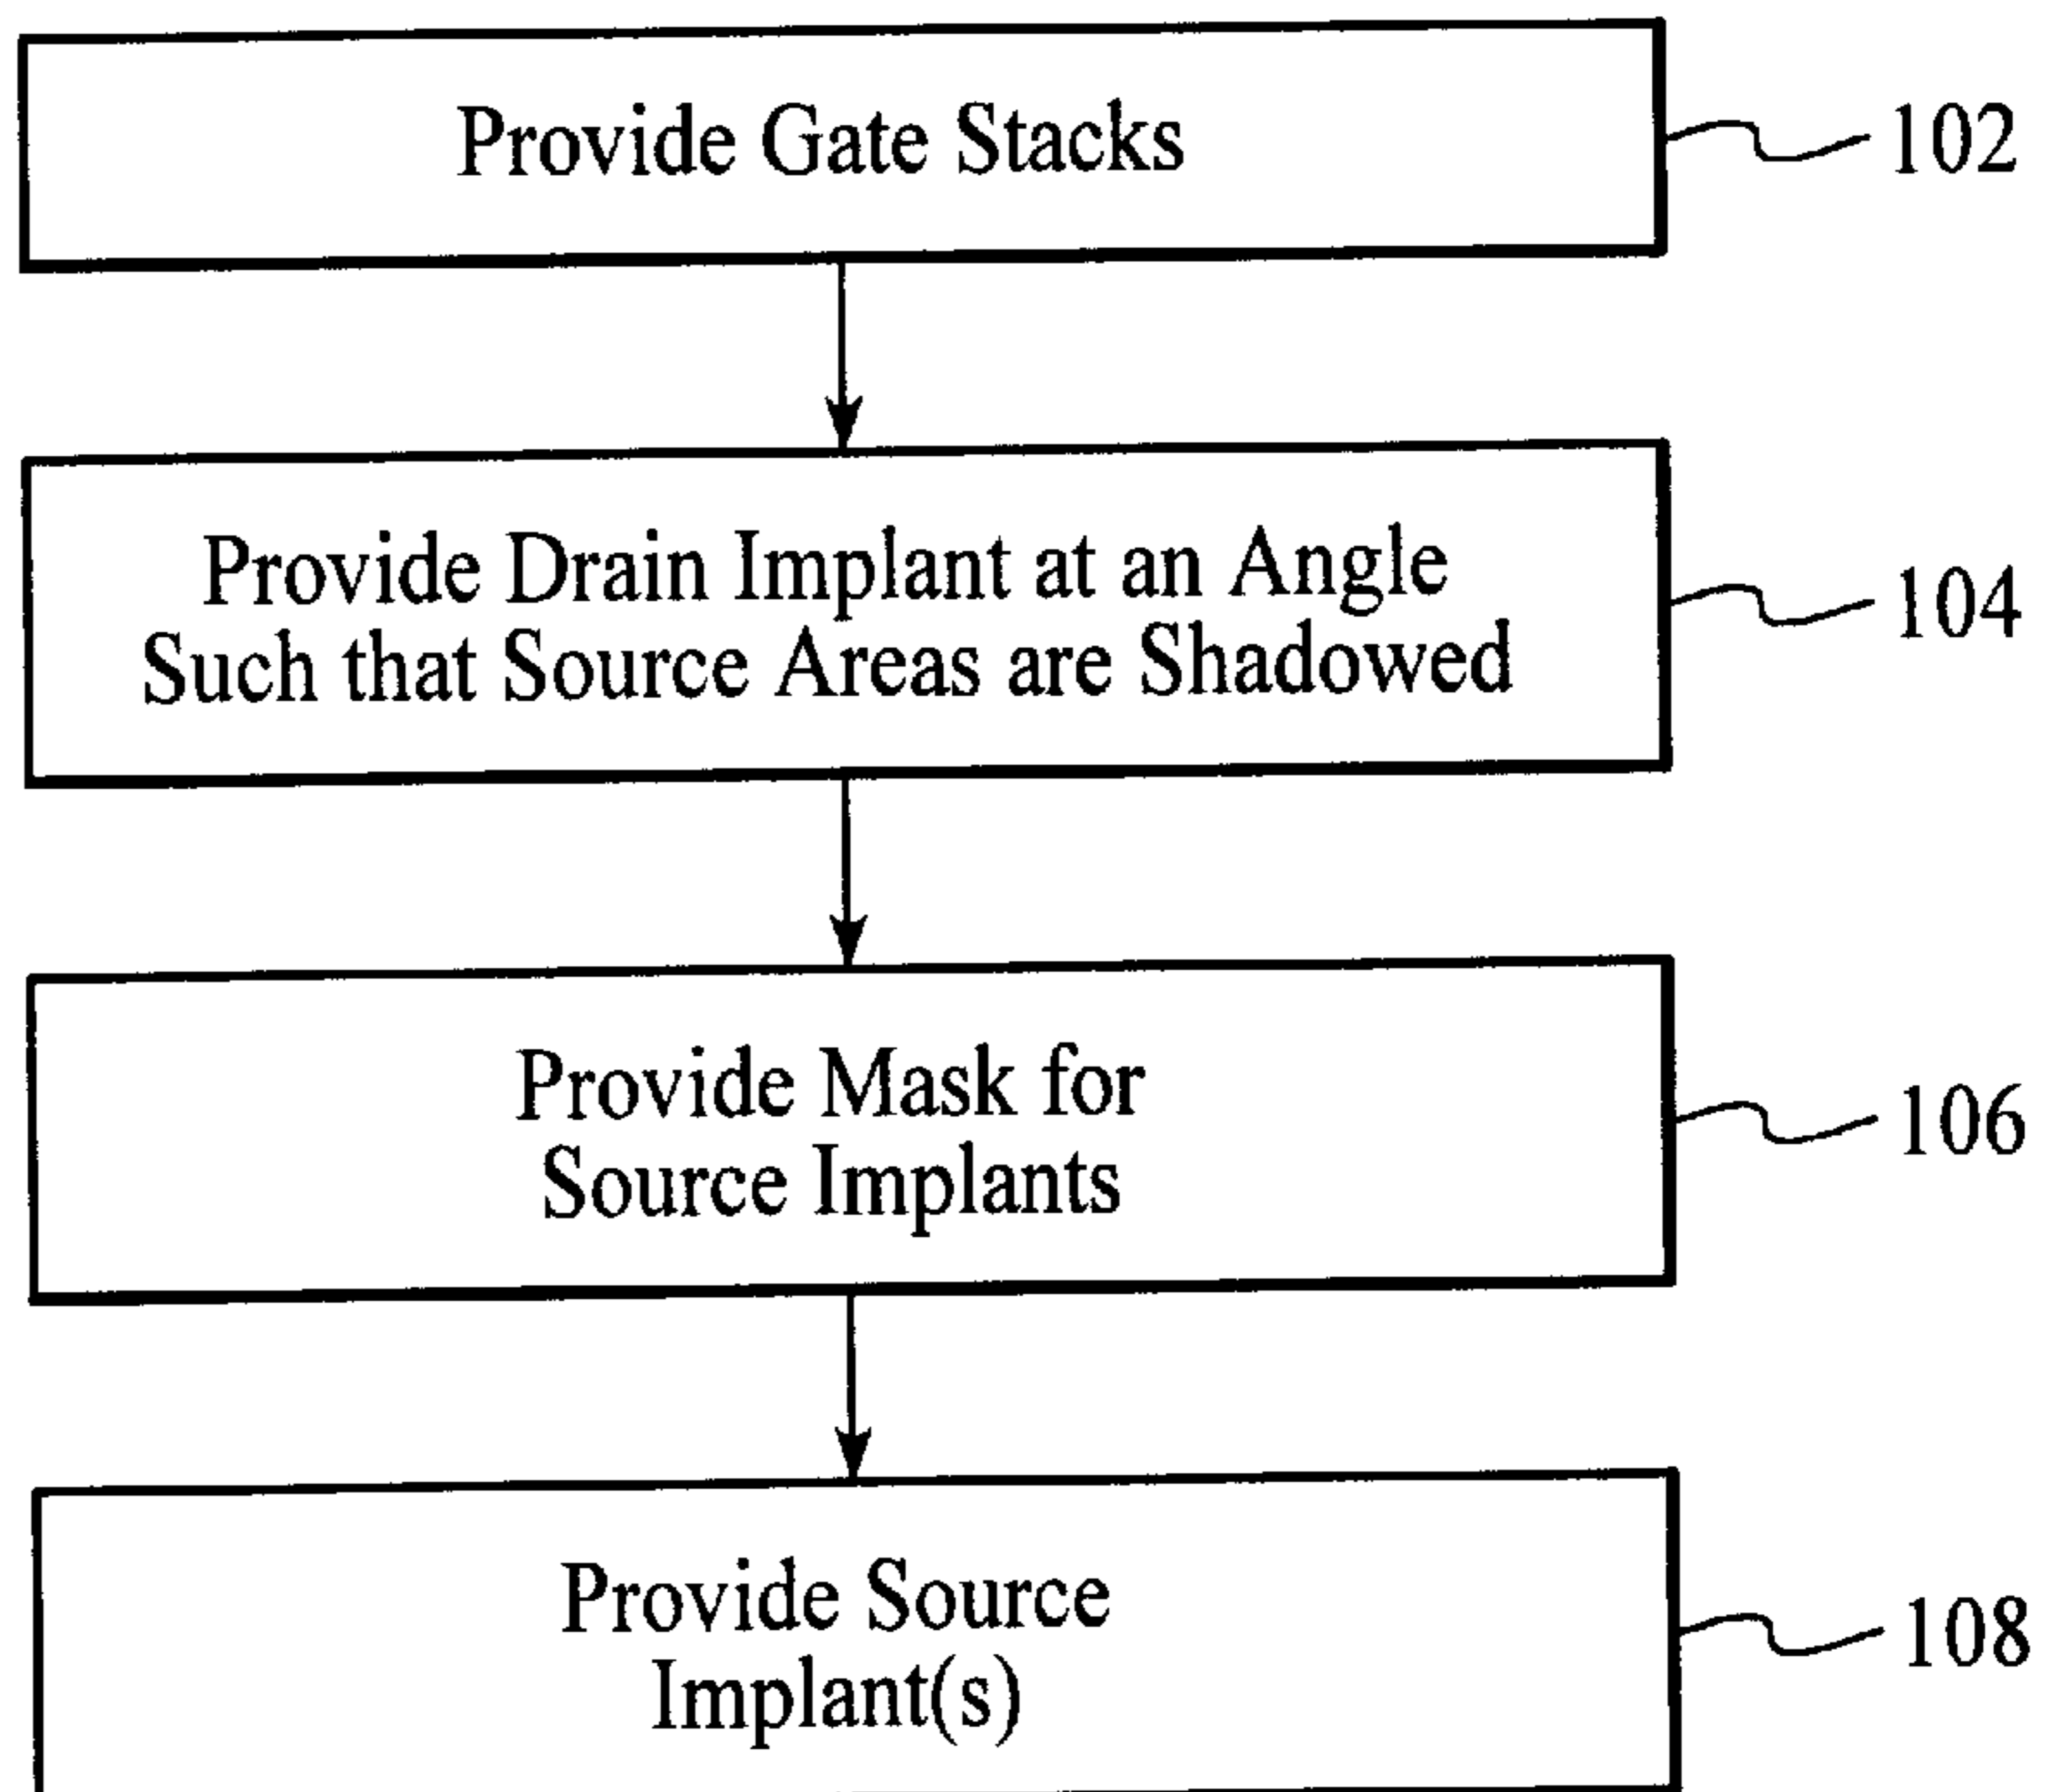 Provide Gate Stacks
102
Provide Drain Implant at an Angle
Such that Source Areas are Shadowed
104
Provide Mask for
Source Implants
106
Provide Source
Implant(s)
108